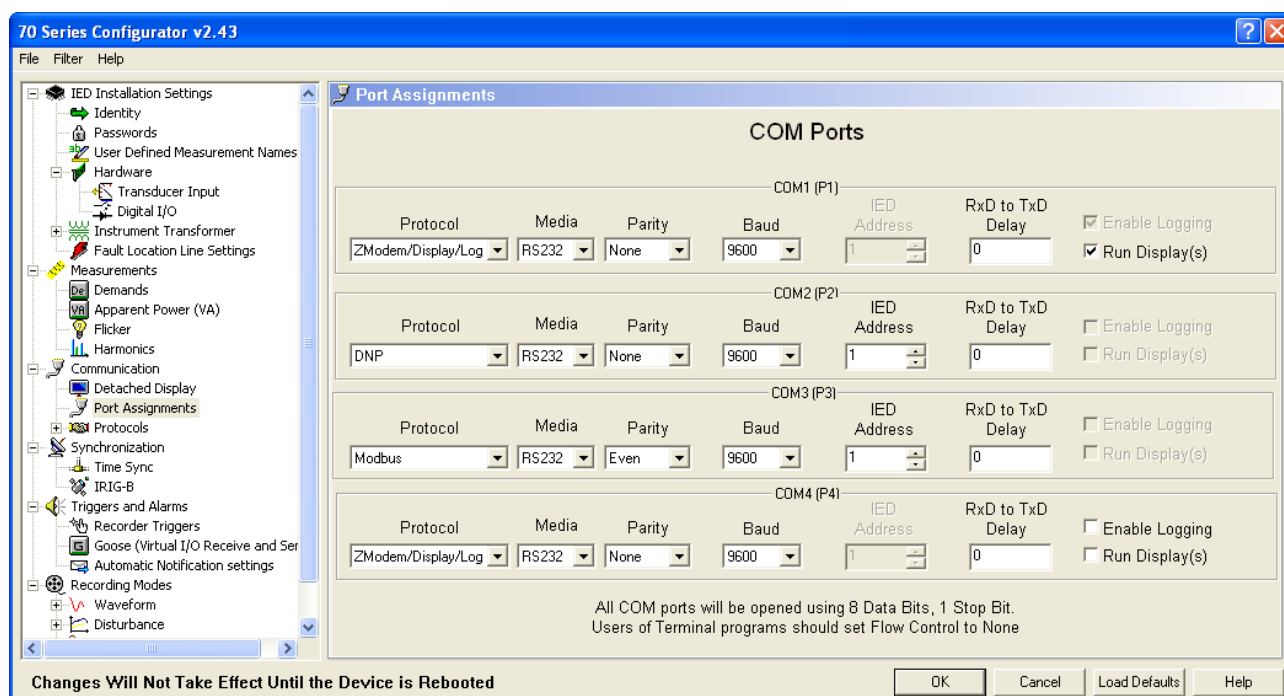 70 Series Configurator v2.43
File Filter Help
IED Installation Settings
Identity
Passwords
User Defined Measurement Names
Hardware
Transducer Input
Digital I/O
Instrument Transformer
Fault Location Line Settings
Measurements
De Demands
VA Apparent Power (VA)
Flicker
Harmonics
Communication
Detached Display
Port Assignments
Protocols
Synchronization
Time Sync
IRIG-B
Triggers and Alarms
Recorder Triggers
G Goose (Virtual I/O Receive and Ser
Automatic Notification settings
Recording Modes
Waveform
Disturbance
Port Assignments
COM Ports
COM1 (P1)
Protocol Media Parity Baud IED Address RxD to TxD Delay
ZModem/Display/Log RS232 None 9600 1 0
Enable Logging
Run Display(s)
COM2 (P2)
Protocol Media Parity Baud IED Address RxD to TxD Delay
DNP RS232 None 9600 1 0
Enable Logging
Run Display(s)
COM3 (P3)
Protocol Media Parity Baud IED Address RxD to TxD Delay
Modbus RS232 Even 9600 1 0
Enable Logging
Run Display(s)
COM4 (P4)
Protocol Media Parity Baud IED Address RxD to TxD Delay
ZModem/Display/Log RS232 None 9600 1 0
Enable Logging
Run Display(s)
All COM ports will be opened using 8 Data Bits, 1 Stop Bit.
Users of Terminal programs should set Flow Control to None
Changes Will Not Take Effect Until the Device is Rebooted
OK Cancel Load Defaults Help